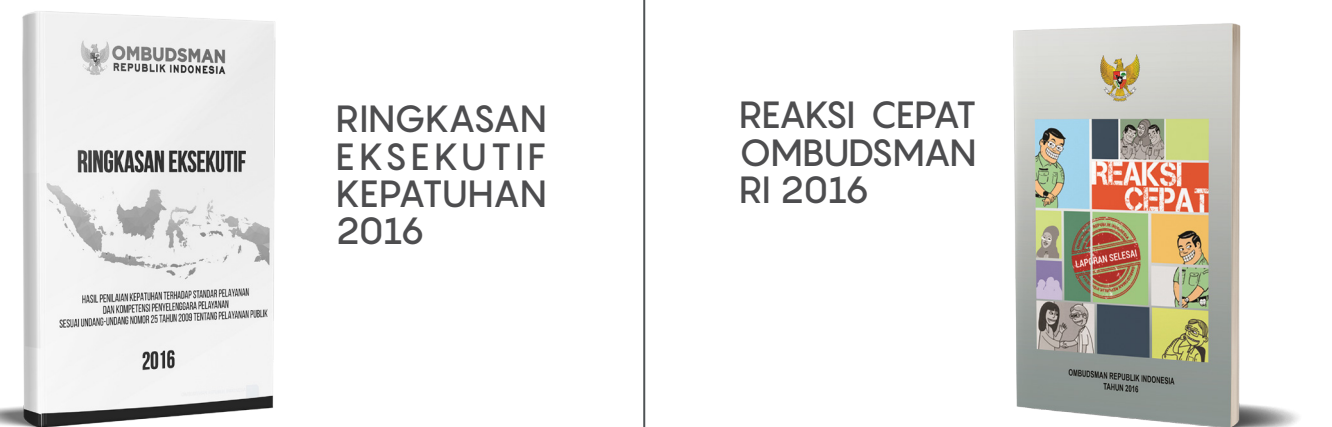 OMBUDSMAN
REPUBLIK INDONESIA
RINGKASAN EKSEKUTIF
HASIL PENILAIAN KEPATUHAN TERHADAP STANDAR PELAYANAN
DAN KOMPETENSI PENYELENGGARA PELAYANAN
SESUAI UNDANG-UNDANG NOMOR 25 TAHUN 2009 TENTANG PELAYANAN PUBLIK
2016
RINGKASAN
EKSEKUTIF
KEPATUHAN
2016
REAKSI CEPAT
OMBUDSMAN
RI 2016
REAKSI
CEPAT
LAPORAN SELESAI
OMBUDSMAN REPUBLIK INDONESIA
TAHUN 2016